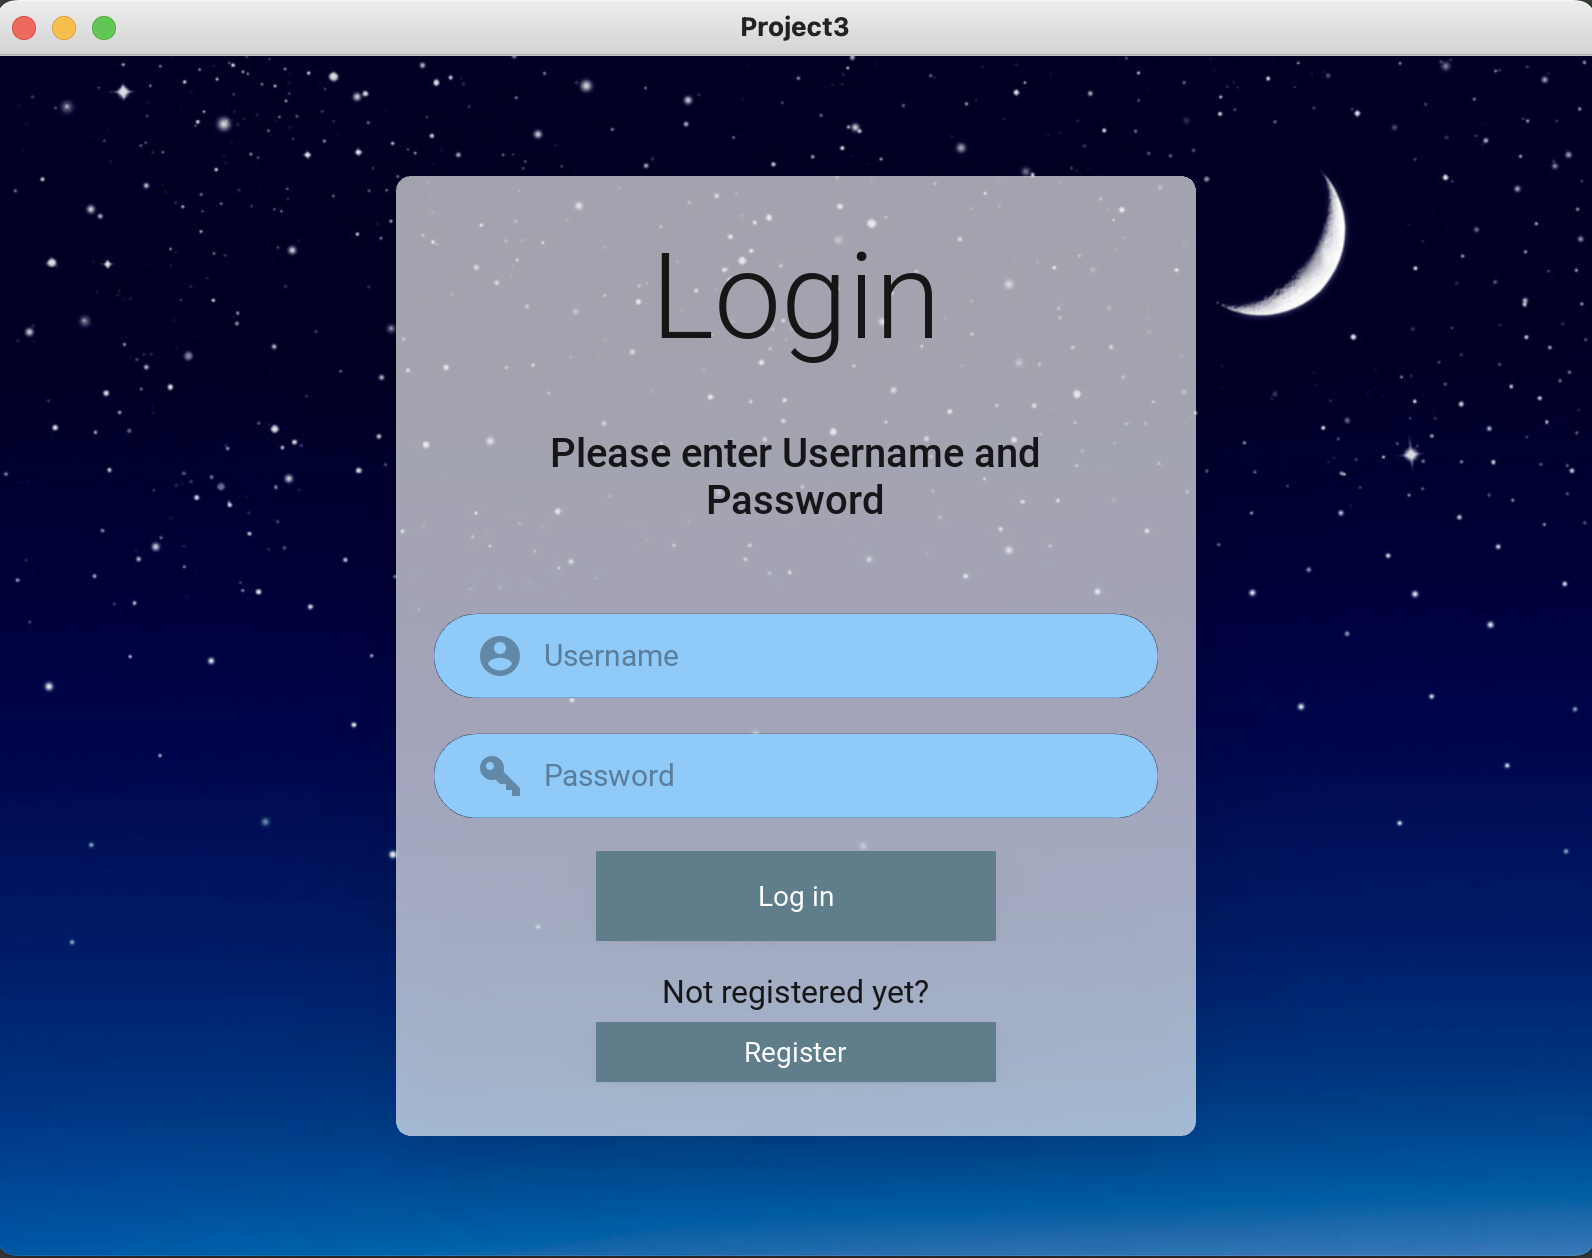 Project3
Login
Please enter Username and
Password
Username
Password
Log in
Not registered yet?
Register